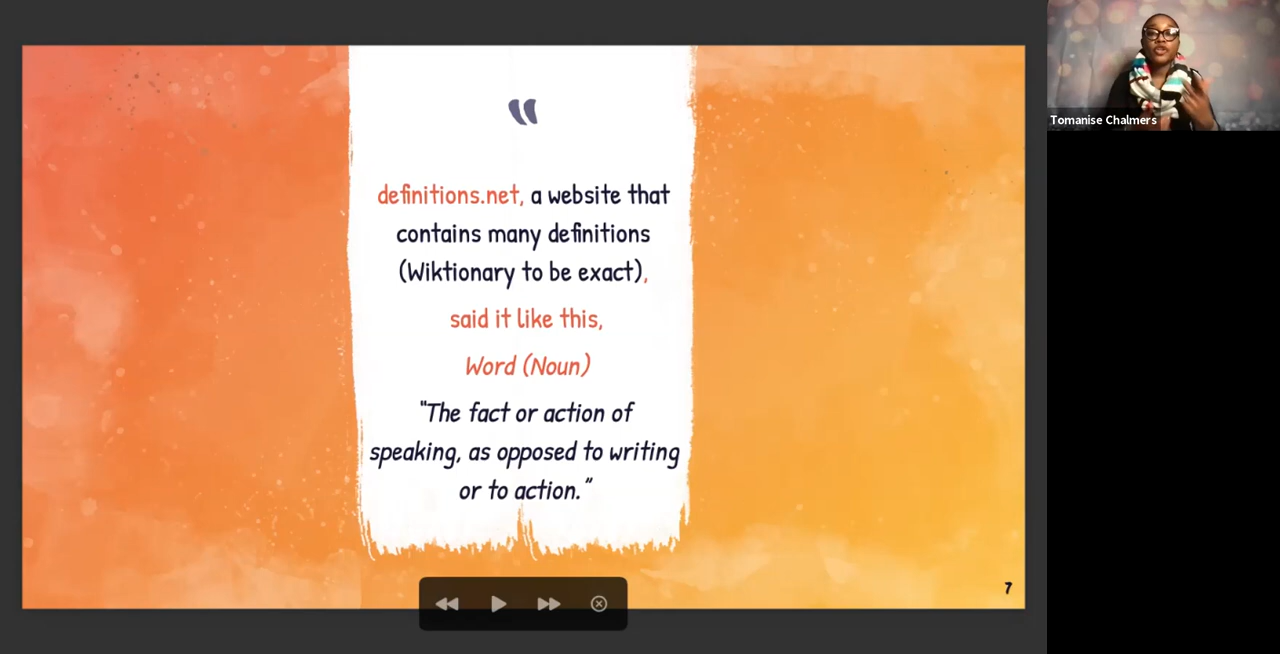 “
definitions.net, a website that
contains many definitions
(Wiktionary to be exact),
said it like this,
Word (Noun)
"The fact or action of
speaking, as opposed to writing
or to action."
7
Tomanise Chalmers